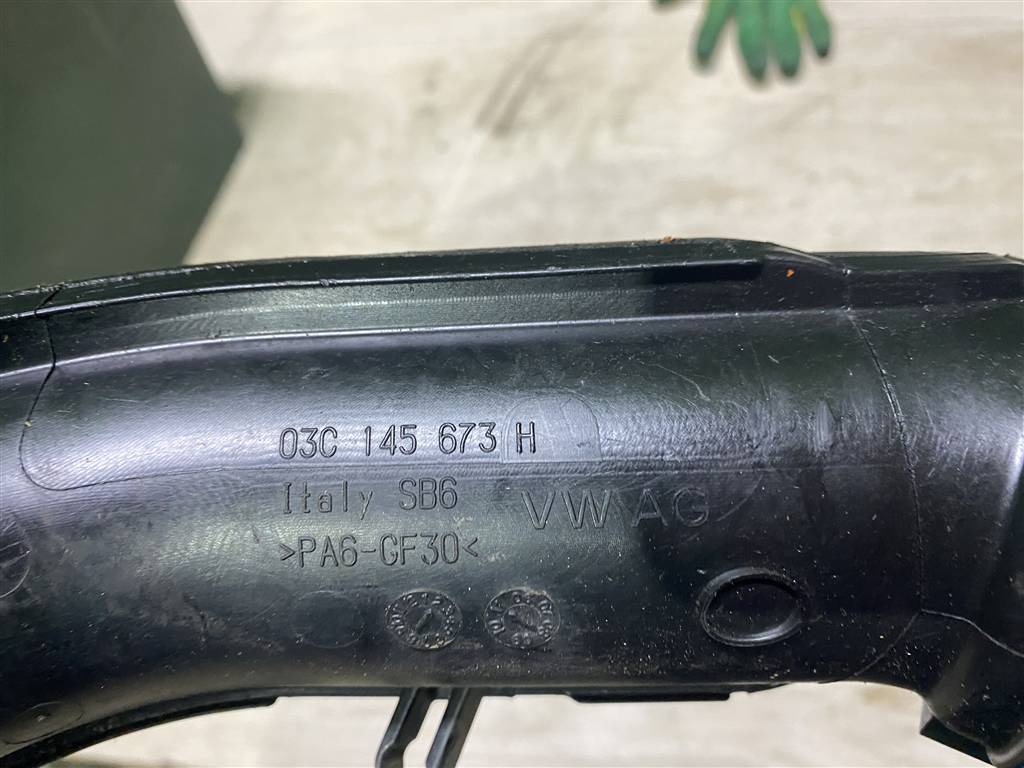 03C 145 673 H
Italy SB6
VW AG
>PA6-GF30<